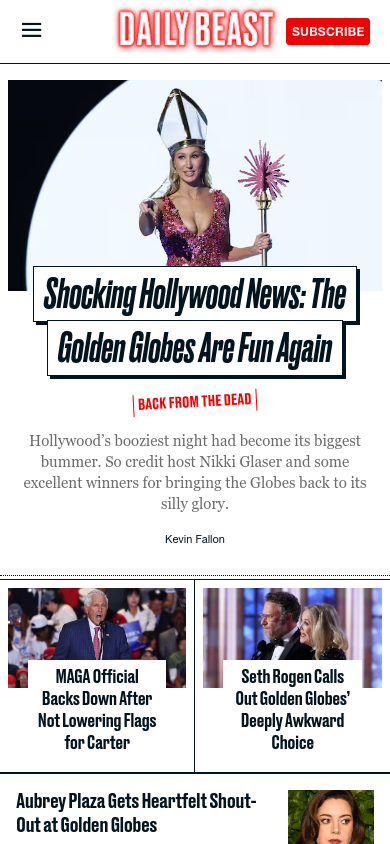 DAILY BEAST
SUBSCRIBE
Shocking Hollywood News: The
Golden Globes Are Fun Again
BACK FROM THE DEAD
Hollywood’s booziest night had become its biggest
bummer. So credit host Nikki Glaser and some
excellent winners for bringing the Globes back to its
silly glory.
Kevin Fallon
MAGA Official
Backs Down After
Not Lowering Flags
for Carter
Seth Rogen Calls
Out Golden Globes’
Deeply Awkward
Choice
Aubrey Plaza Gets Heartfelt Shout-
Out at Golden Globes